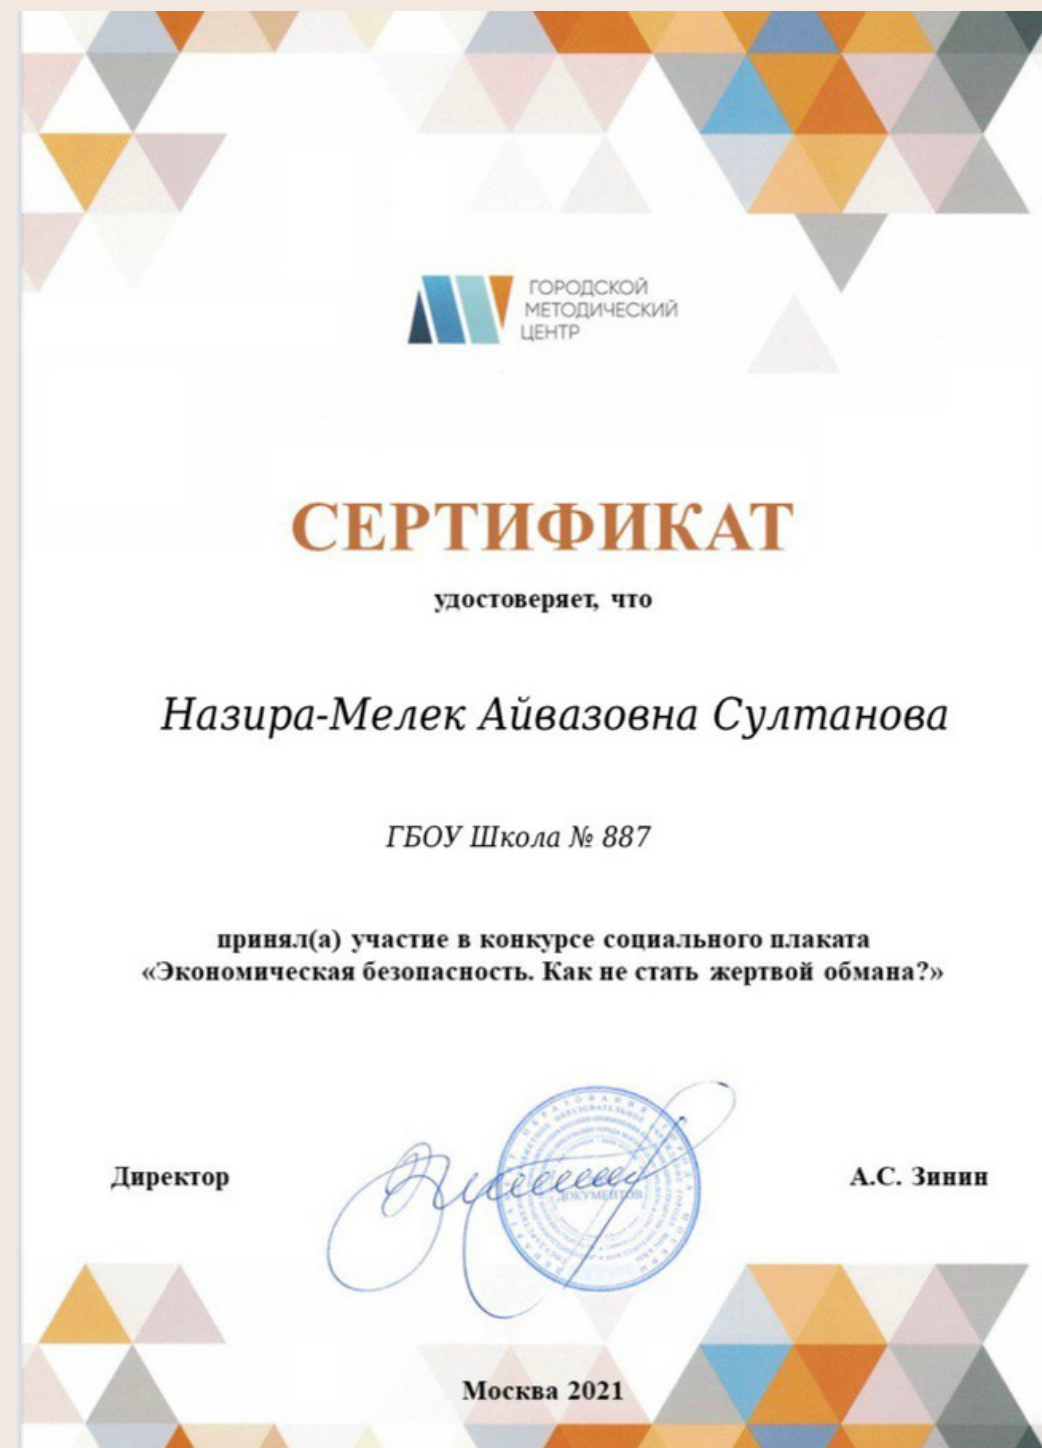 ГОРОДСКОЙ
МЕТОДИЧЕСКИЙ
ЦЕНТР
СЕРТИФИКАТ
удостоверяет, что
Назира-Мелек Айвазовна Султанова
ГБОУ Школа № 887
принял(а) участие в конкурсе социального плаката
«Экономическая безопасность. Как не стать жертвой обмана?»
Директор
ДОКУМЕНТОВ
А.С. Зинин
Москва 2021